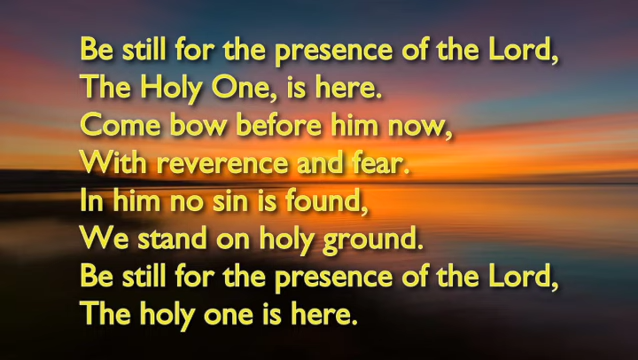 Be still for the presence of the Lord,
The Holy One, is here.
Come bow before him now,
With reverence and fear.
In him no sin is found,
We stand on holy ground.
Be still for the presence of the Lord,
The holy one is here.